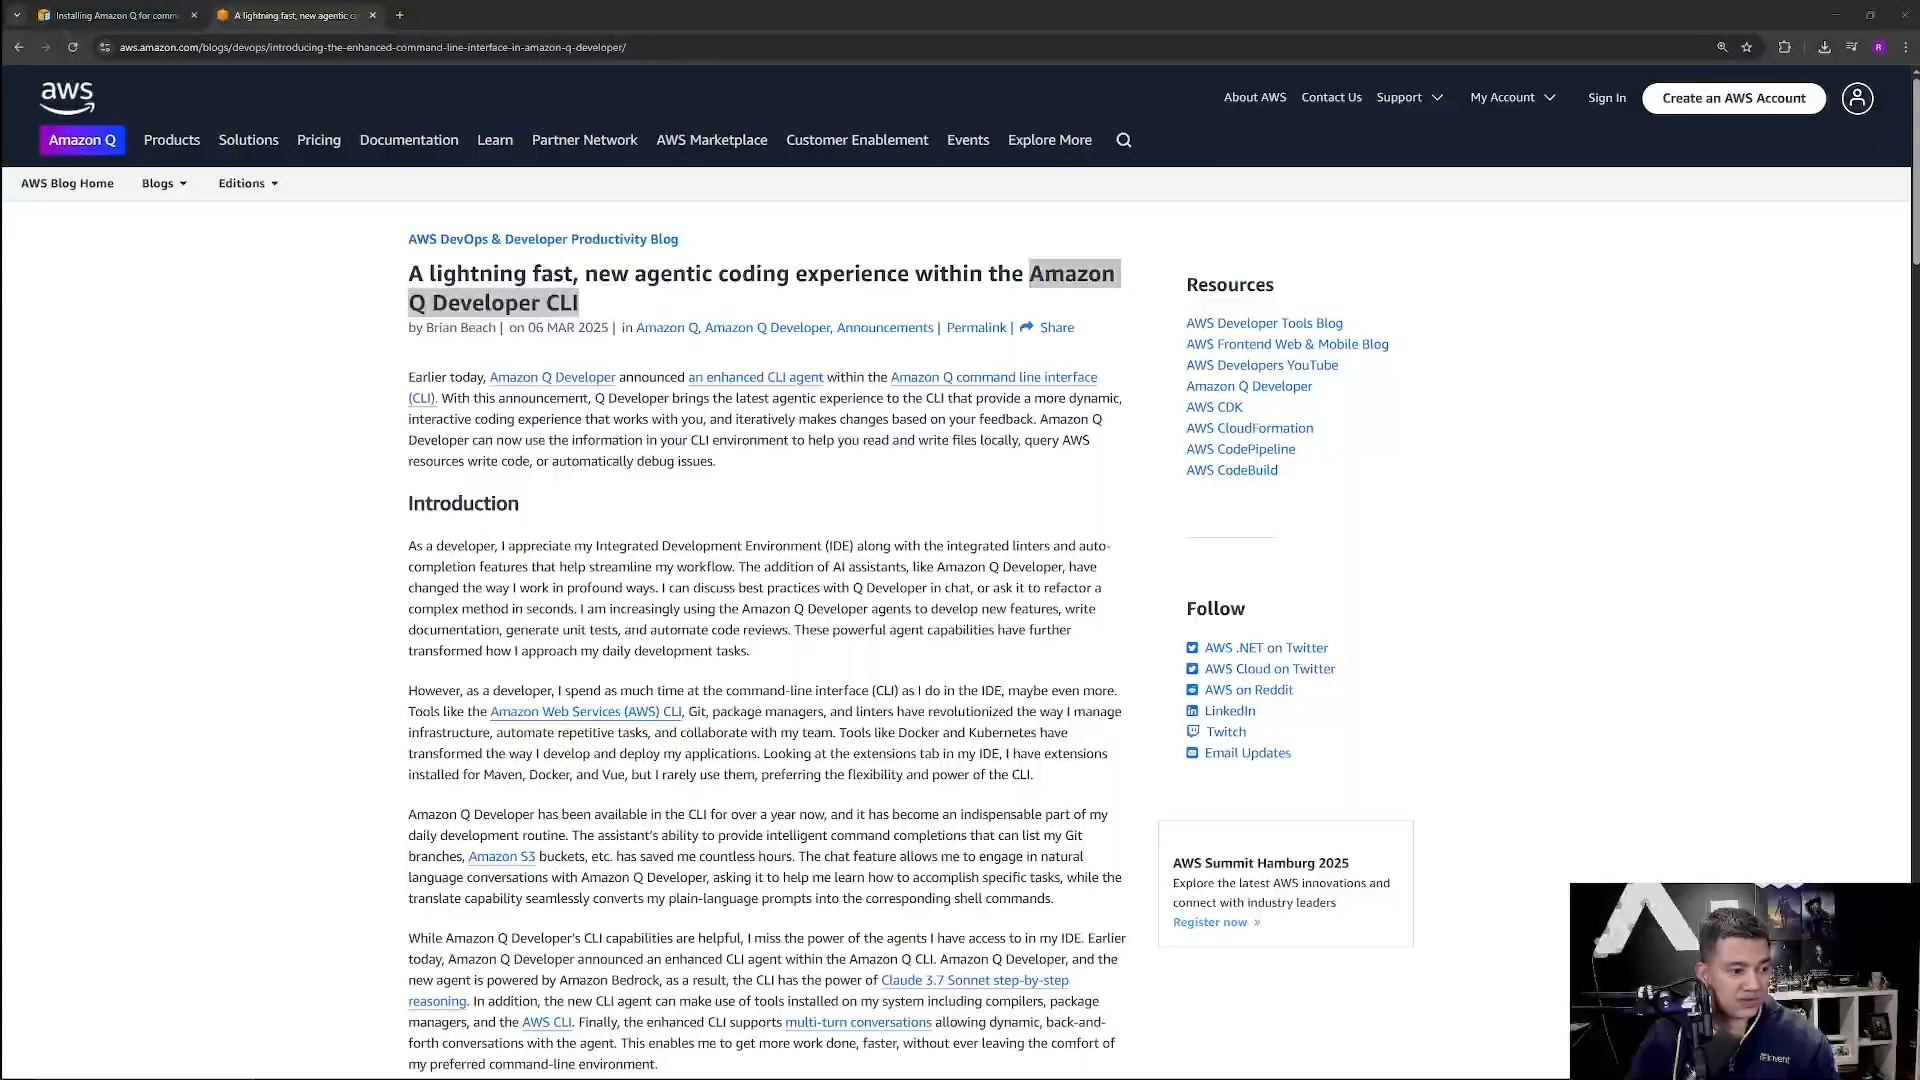 Installing Amazon Q for comm
A lightning fast, new agentic co
aws.amazon.com/blogs/devops/introducing-the-enhanced-command-line-interface-in-amazon-q-developer/
R
aws
About AWS Contact Us Support My Account Sign In Create an AWS Account
Amazon Q Products Solutions Pricing Documentation Learn Partner Network AWS Marketplace Customer Enablement Events Explore More
AWS Blog Home Blogs Editions
AWS DevOps & Developer Productivity Blog
A lightning fast, new agentic coding experience within the Amazon
Q Developer CLI
by Brian Beach | on 06 MAR 2025 | in Amazon Q, Amazon Q Developer, Announcements | Permalink | Share
Earlier today, Amazon Q Developer announced an enhanced CLI agent within the Amazon Q command line interface
(CLI). With this announcement, Q Developer brings the latest agentic experience to the CLI that provide a more dynamic,
interactive coding experience that works with you, and iteratively makes changes based on your feedback. Amazon Q
Developer can now use the information in your CLI environment to help you read and write files locally, query AWS
resources write code, or automatically debug issues.
Introduction
As a developer, I appreciate my Integrated Development Environment (IDE) along with the integrated linters and auto-
completion features that help streamline my workflow. The addition of AI assistants, like Amazon Q Developer, have
changed the way I work in profound ways. I can discuss best practices with Q Developer in chat, or ask it to refactor a
complex method in seconds. I am increasingly using the Amazon Q Developer agents to develop new features, write
documentation, generate unit tests, and automate code reviews. These powerful agent capabilities have further
transformed how I approach my daily development tasks.
However, as a developer, I spend as much time at the command-line interface (CLI) as I do in the IDE, maybe even more.
Tools like the Amazon Web Services (AWS) CLI, Git, package managers, and linters have revolutionized the way I manage
infrastructure, automate repetitive tasks, and collaborate with my team. Tools like Docker and Kubernetes have
transformed the way I develop and deploy my applications. Looking at the extensions tab in my IDE, I have extensions
installed for Maven, Docker, and Vue, but I rarely use them, preferring the flexibility and power of the CLI.
Amazon Q Developer has been available in the CLI for over a year now, and it has become an indispensable part of my
daily development routine. The assistant's ability to provide intelligent command completions that can list my Git
branches, Amazon S3 buckets, etc. has saved me countless hours. The chat feature allows me to engage in natural
language conversations with Amazon Q Developer, asking it to help me learn how to accomplish specific tasks, while the
translate capability seamlessly converts my plain-language prompts into the corresponding shell commands.
While Amazon Q Developer's CLI capabilities are helpful, I miss the power of the agents I have access to in my IDE. Earlier
today, Amazon Q Developer announced an enhanced CLI agent within the Amazon Q CLI. Amazon Q Developer, and the
new agent is powered by Amazon Bedrock, as a result, the CLI has the power of Claude 3.7 Sonnet step-by-step
reasoning. In addition, the new CLI agent can make use of tools installed on my system including compilers, package
managers, and the AWS CLI. Finally, the enhanced CLI supports multi-turn conversations allowing dynamic, back-and-
forth conversations with the agent. This enables me to get more work done, faster, without ever leaving the comfort of
my preferred command-line environment.
Resources
AWS Developer Tools Blog
AWS Frontend Web & Mobile Blog
AWS Developers YouTube
Amazon Q Developer
AWS CDK
AWS CloudFormation
AWS CodePipeline
AWS CodeBuild
Follow
AWS .NET on Twitter
AWS Cloud on Twitter
AWS on Reddit
LinkedIn
Twitch
Email Updates
AWS Summit Hamburg 2025
Explore the latest AWS innovations and
connect with industry leaders
Register now »